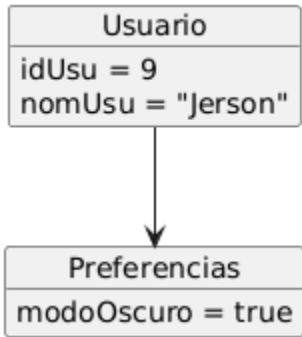 Usuario
idUsu = 9
nomUsu = "Jerson"
Preferencias
modoOscuro = true